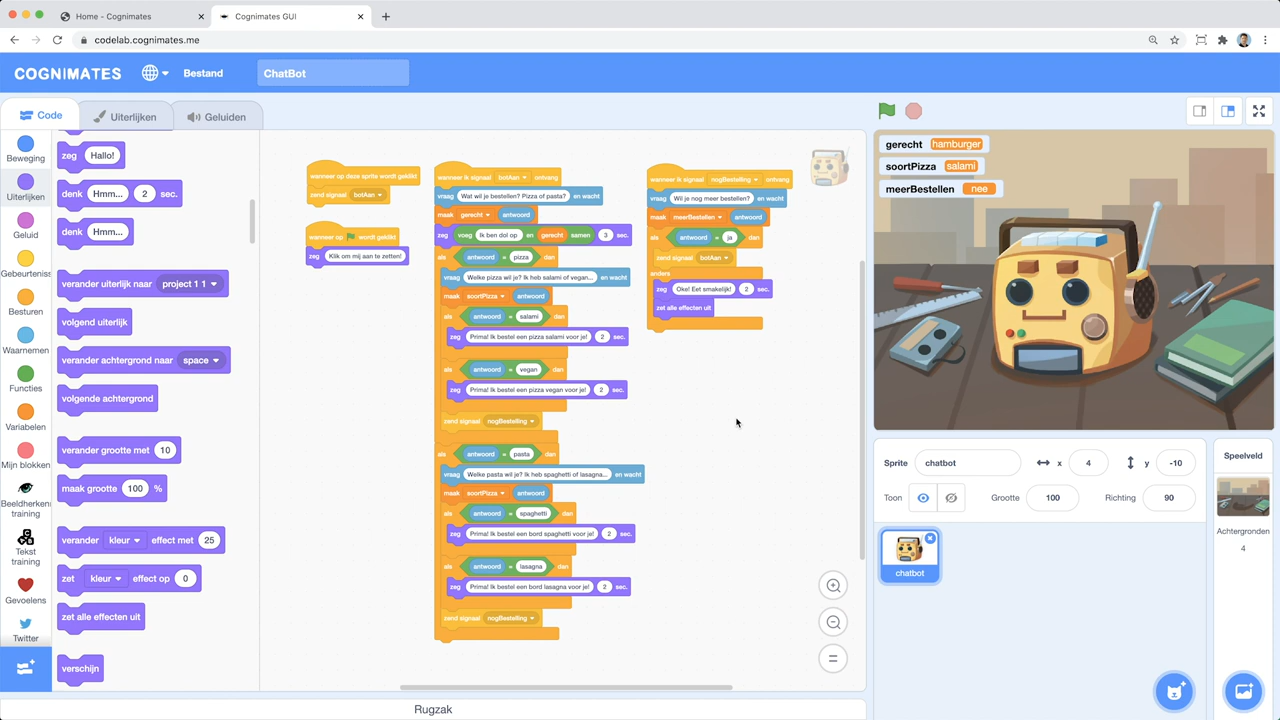 Home - Cognimates
Cognimates GUI
codelab.cognimates.me
COGNIMATES
Bestand
ChatBot
Code
Uiterlijken
Geluiden
Beweging
Uiterlijken
Geluid
Gebeurtenis
Besturen
Waarnemen
Functies
Variabelen
Mijn blokken
Beeldherken
training
Tekst
training
Gevoelens
Twitter
zeg Hallo!
denk Hmm... 2 sec.
denk Hmm...
verander uiterlijk naar project 1 1
volgend uiterlijk
verander achtergrond naar space
volgende achtergrond
verander grootte met 10
maak grootte 100 %
verander kleur effect met 25
zet kleur effect op 0
zet alle effecten uit
verschijn
wanneer op deze sprite wordt geklikt
zend signaal botAan
wanneer op wordt geklikt
zeg Klik om mij aan te zetten!
wanneer ik signaal botAan ontvang
vraag Wat wil je bestellen? Pizza of pasta? en wacht
maak gerecht antwoord
zeg voeg Ik ben dol op en gerecht samen 3 sec.
als antwoord = pizza dan
vraag Welke pizza wil je? Ik heb salami of vegan... en wacht
maak soortPizza antwoord
als antwoord = salami dan
zeg Prima! Ik bestel een pizza salami voor je! 2 sec.
als antwoord = vegan dan
zeg Prima! Ik bestel een pizza vegan voor je! 2 sec.
zend signaal nogBestelling
als antwoord = pasta dan
vraag Welke pasta wil je? Ik heb spaghetti of lasagna... en wacht
maak soortPizza antwoord
als antwoord = spaghetti dan
zeg Prima! Ik bestel een bord spaghetti voor je! 2 sec.
als antwoord = lasagna dan
zeg Prima! Ik bestel een bord lasagna voor je! 2 sec.
zend signaal nogBestelling
wanneer ik signaal nogBestelling ontvang
vraag Wil je nog meer bestellen? en wacht
maak meerBestellen antwoord
als antwoord = ja dan
zend signaal botAan
anders
zeg Oke! Eet smakelijk! 2 sec.
zet alle effecten uit
gerecht hamburger
soortPizza salami
meerBestellen nee
Sprite chatbot x 4 y -10
Toon Grootte 100 Richting 90
chatbot
Speelveld
Achtergronden
4
Rugzak